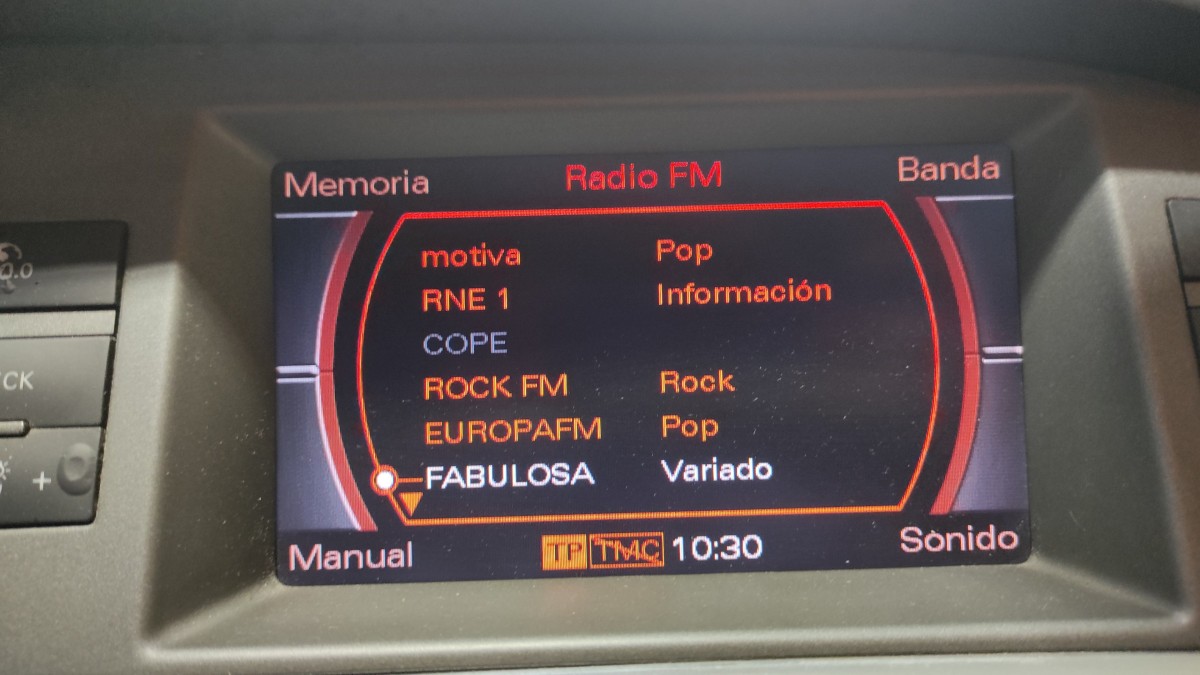 Memoria Radio FM Banda
motiva Pop
RNE 1 Información
COPE
ROCK FM Rock
EUROPAFM Pop
FABULOSA Variado
Manual TP TMC 10:30 Sonido
+